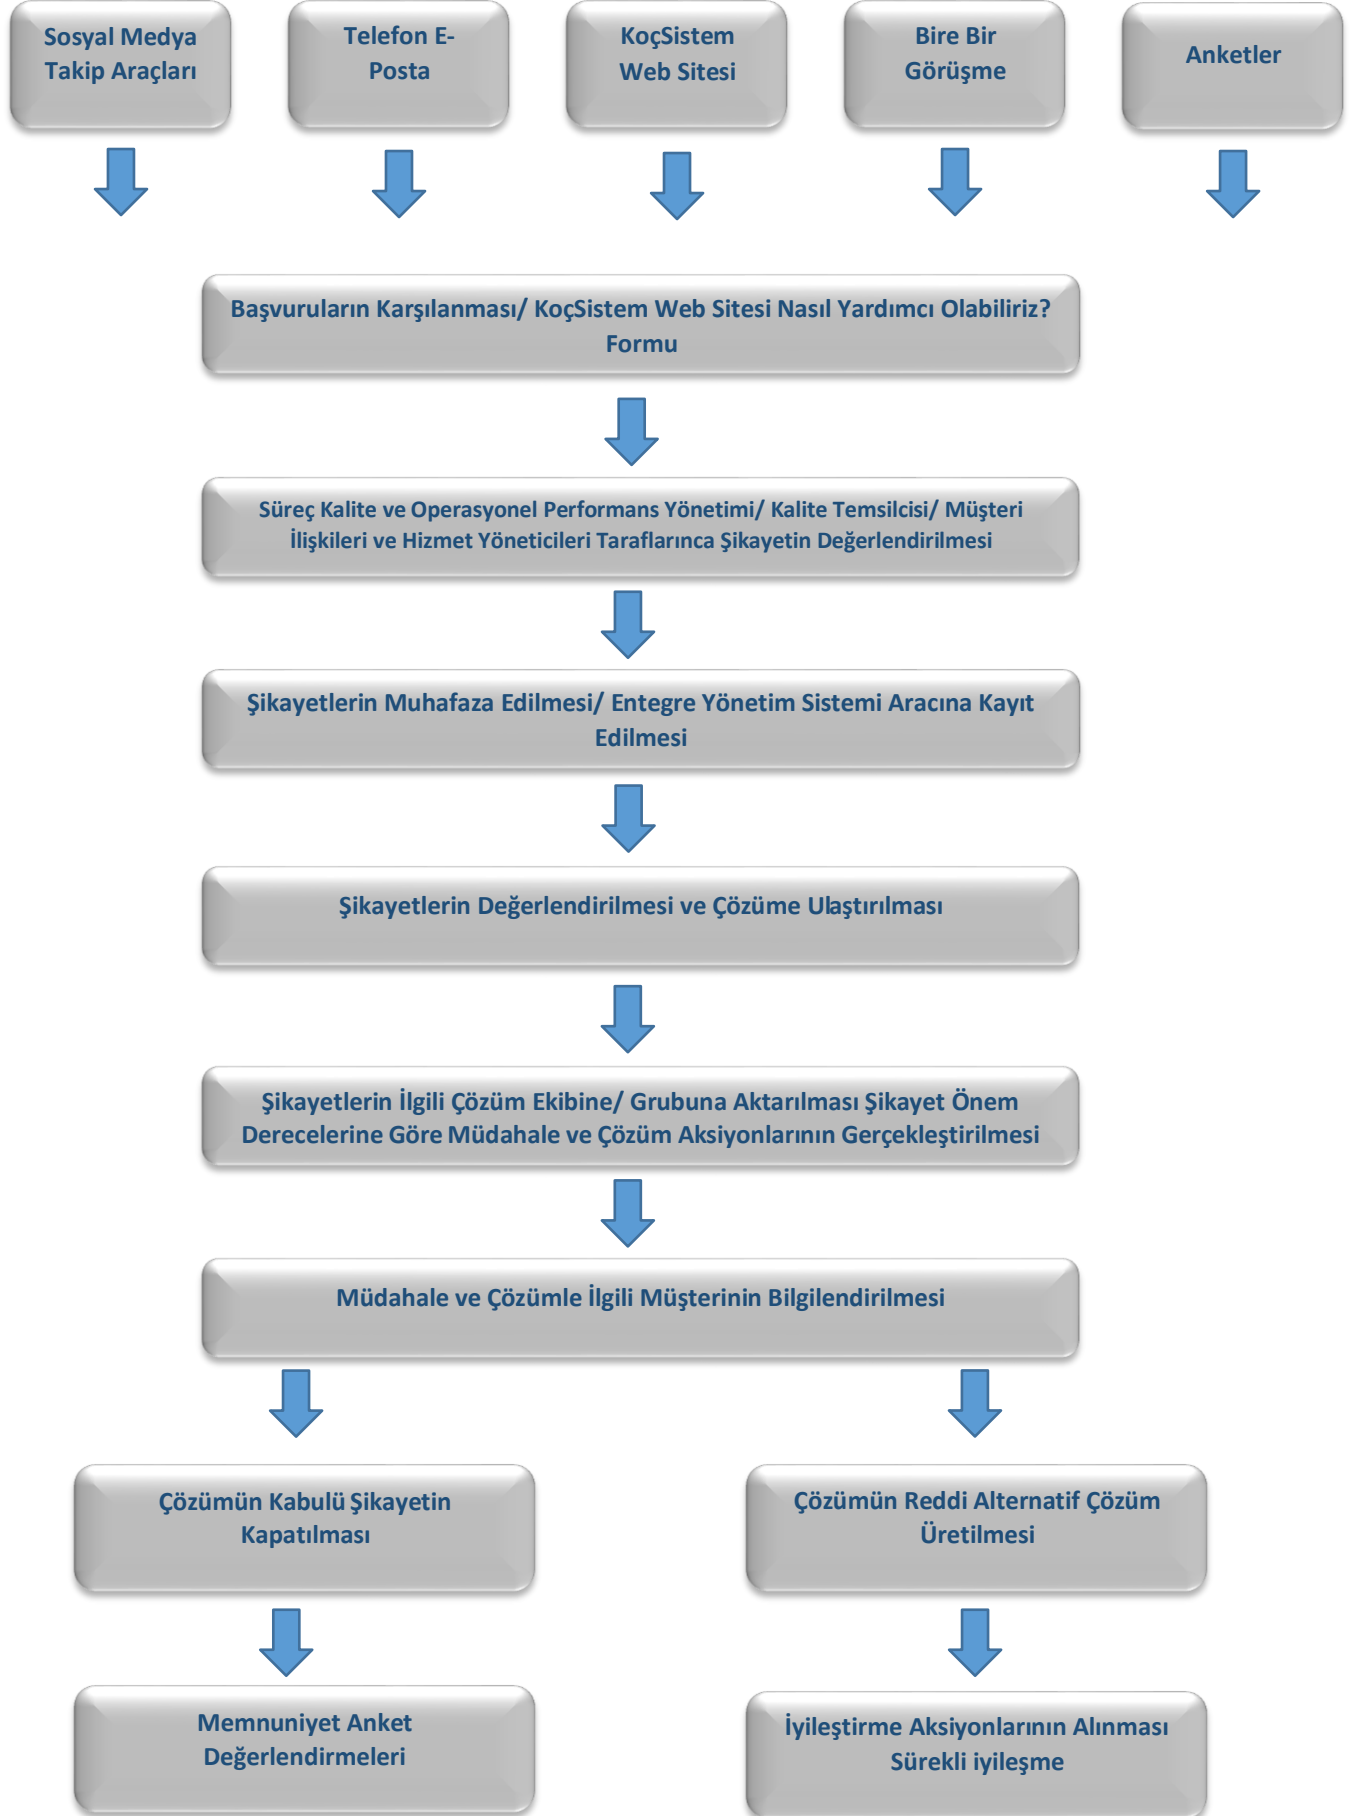 Sosyal Medya
Takip Araçları
Telefon E-
Posta
KoçSistem
Web Sitesi
Bire Bir
Görüşme
Anketler
Başvuruların Karşılanması/ KoçSistem Web Sitesi Nasıl Yardımcı Olabiliriz?
Formu
Süreç Kalite ve Operasyonel Performans Yönetimi/ Kalite Temsilcisi/ Müşteri
İlişkileri ve Hizmet Yöneticileri Taraflarınca Şikayetin Değerlendirilmesi
Şikayetlerin Muhafaza Edilmesi/ Entegre Yönetim Sistemi Aracına Kayıt
Edilmesi
Şikayetlerin Değerlendirilmesi ve Çözüme Ulaştırılması
Şikayetlerin İlgili Çözüm Ekibine/ Grubuna Aktarılması Şikayet Önem
Derecelerine Göre Müdahale ve Çözüm Aksiyonlarının Gerçekleştirilmesi
Müdahale ve Çözümle İlgili Müşterinin Bilgilendirilmesi
Çözümün Kabulü Şikayetin
Kapatılması
Çözümün Reddi Alternatif Çözüm
Üretilmesi
Memnuniyet Anket
Değerlendirmeleri
İyileştirme Aksiyonlarının Alınması
Sürekli iyileşme